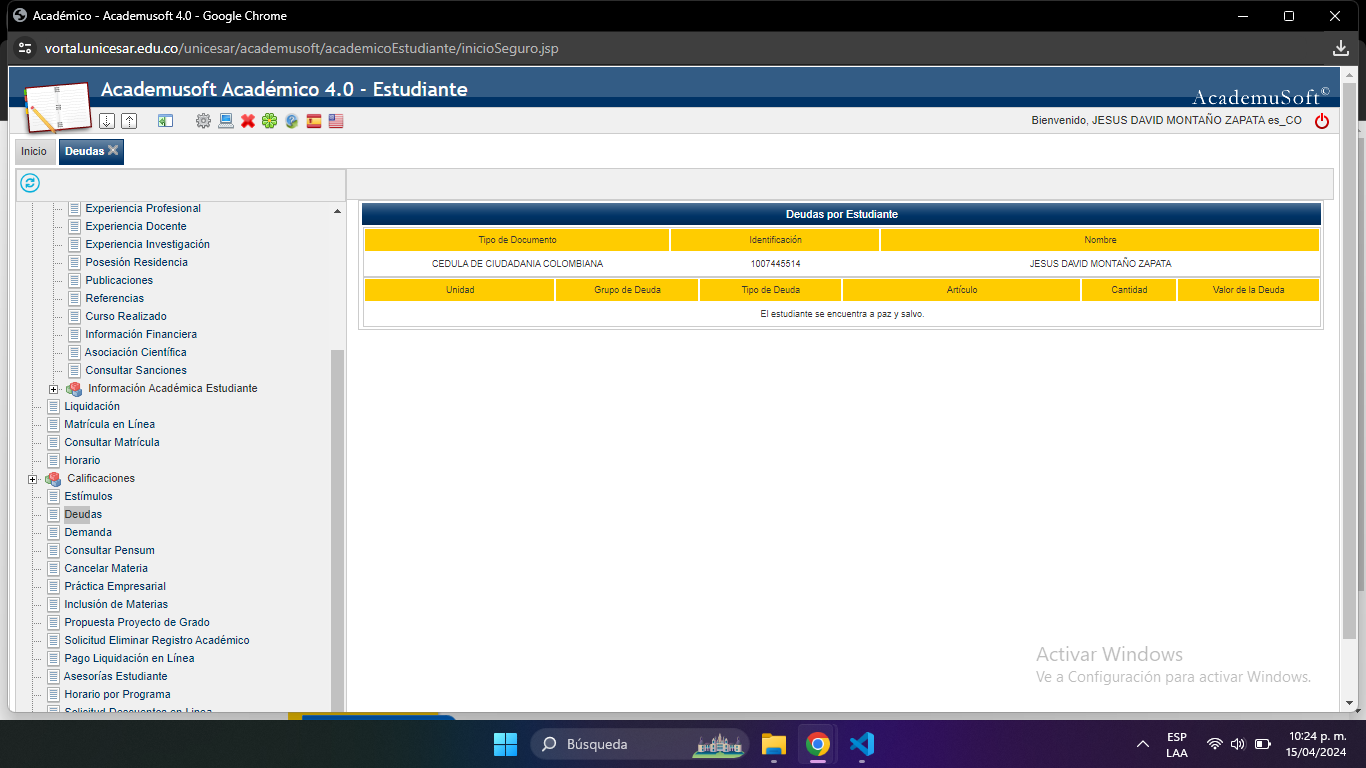 Académico - Academusoft 4.0 - Google Chrome
vortal.unicesar.edu.co/unicesar/academusoft/academicoEstudiante/inicioSeguro.jsp
Academusoft Académico 4.0 - Estudiante
AcademuSoft©
Bienvenido, JESUS DAVID MONTAÑO ZAPATA es_CO
Inicio
Deudas
Experiencia Profesional
Experiencia Docente
Experiencia Investigación
Posesión Residencia
Publicaciones
Referencias
Curso Realizado
Información Financiera
Asociación Científica
Consultar Sanciones
Información Académica Estudiante
Liquidación
Matrícula en Línea
Consultar Matrícula
Horario
Calificaciones
Estímulos
Deudas
Demanda
Consultar Pensum
Cancelar Materia
Práctica Empresarial
Inclusión de Materias
Propuesta Proyecto de Grado
Solicitud Eliminar Registro Académico
Pago Liquidación en Línea
Asesorías Estudiante
Horario por Programa
Solicitud Descuentos en Linea
Deudas por Estudiante
Tipo de Documento Identificación Nombre
CEDULA DE CIUDADANIA COLOMBIANA 1007445514 JESUS DAVID MONTAÑO ZAPATA
Unidad Grupo de Deuda Tipo de Deuda Artículo Cantidad Valor de la Deuda
El estudiante se encuentra a paz y salvo.
Activar Windows
Ve a Configuración para activar Windows.
Búsqueda
ESP
LAA
10:24 p. m.
15/04/2024